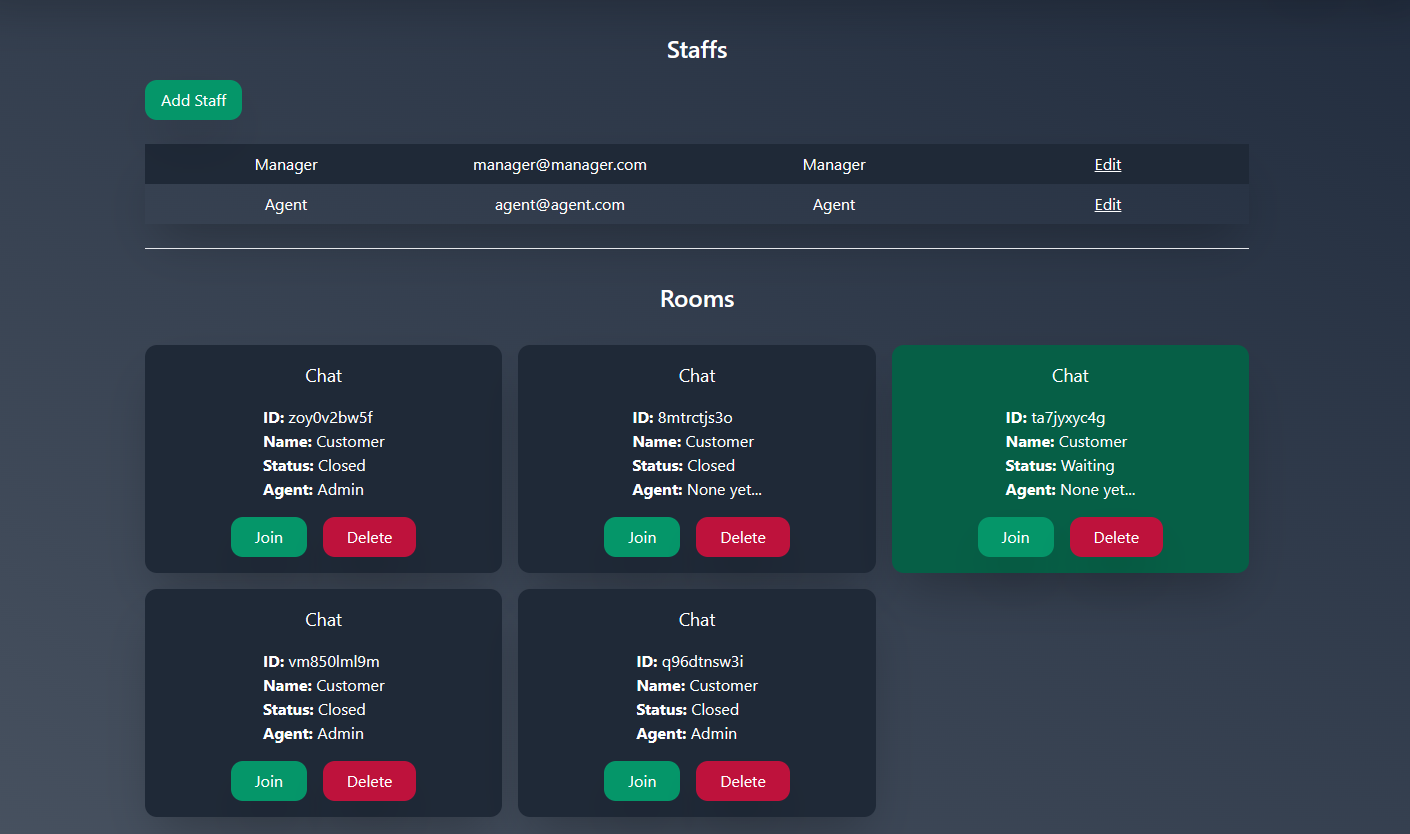 Staffs
Add Staff
Manager manager@manager.com Manager Edit
Agent agent@agent.com Agent Edit
Rooms
Chat
ID: zoy0v2bw5f
Name: Customer
Status: Closed
Agent: Admin
Join Delete
Chat
ID: 8mtrctjs3o
Name: Customer
Status: Closed
Agent: None yet...
Join Delete
Chat
ID: ta7jyxyc4g
Name: Customer
Status: Waiting
Agent: None yet...
Join Delete
Chat
ID: vm850lml9m
Name: Customer
Status: Closed
Agent: Admin
Join Delete
Chat
ID: q96dtnsw3i
Name: Customer
Status: Closed
Agent: Admin
Join Delete